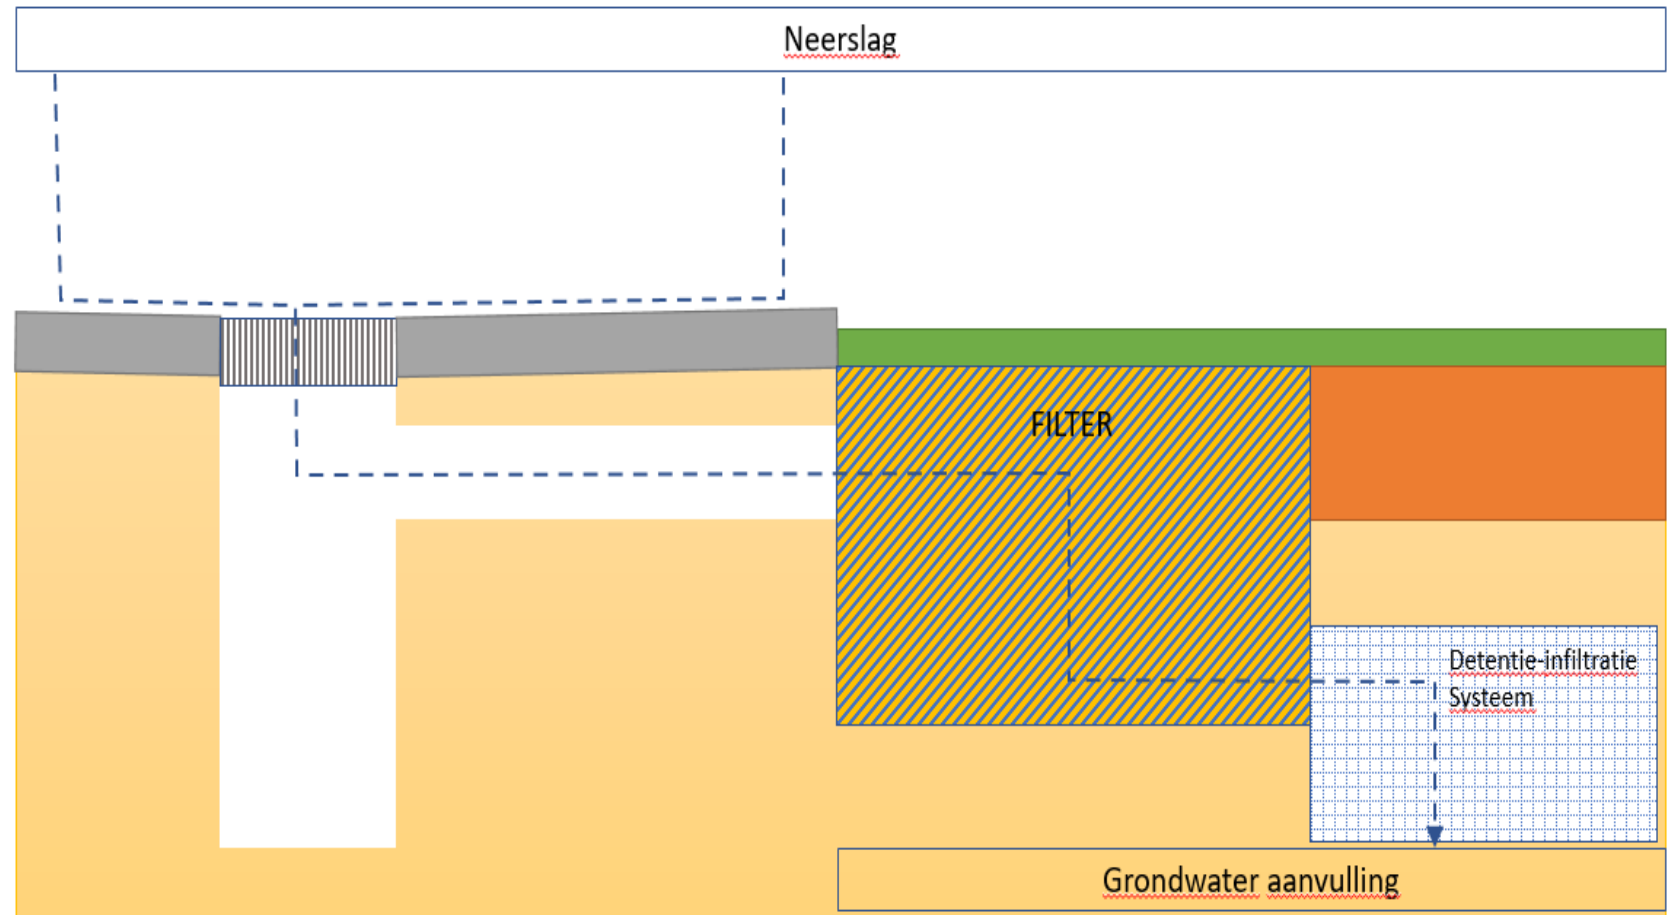 Neerslag
FILTER
Detentie-infiltratie
Systeem
Grondwater aanvulling